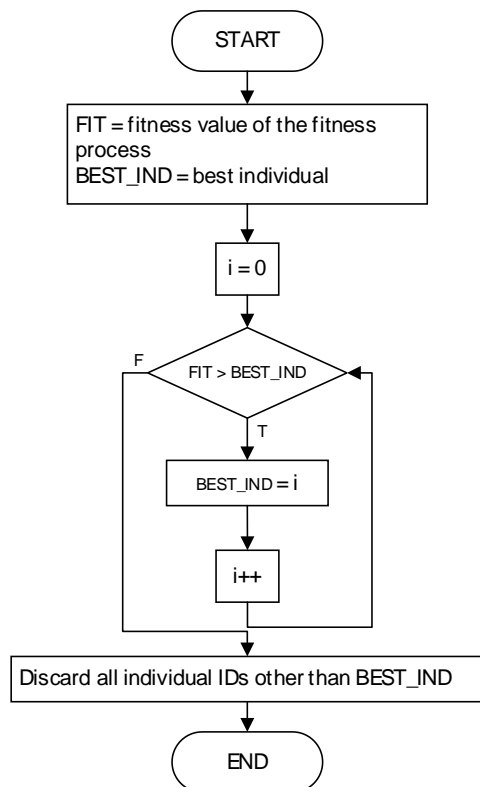 START
FIT = fitness value of the fitness
process
BEST_IND = best individual
i = 0
F
FIT > BEST_IND
T
BEST_IND = i
i++
Discard all individual IDs other than BEST_IND
END